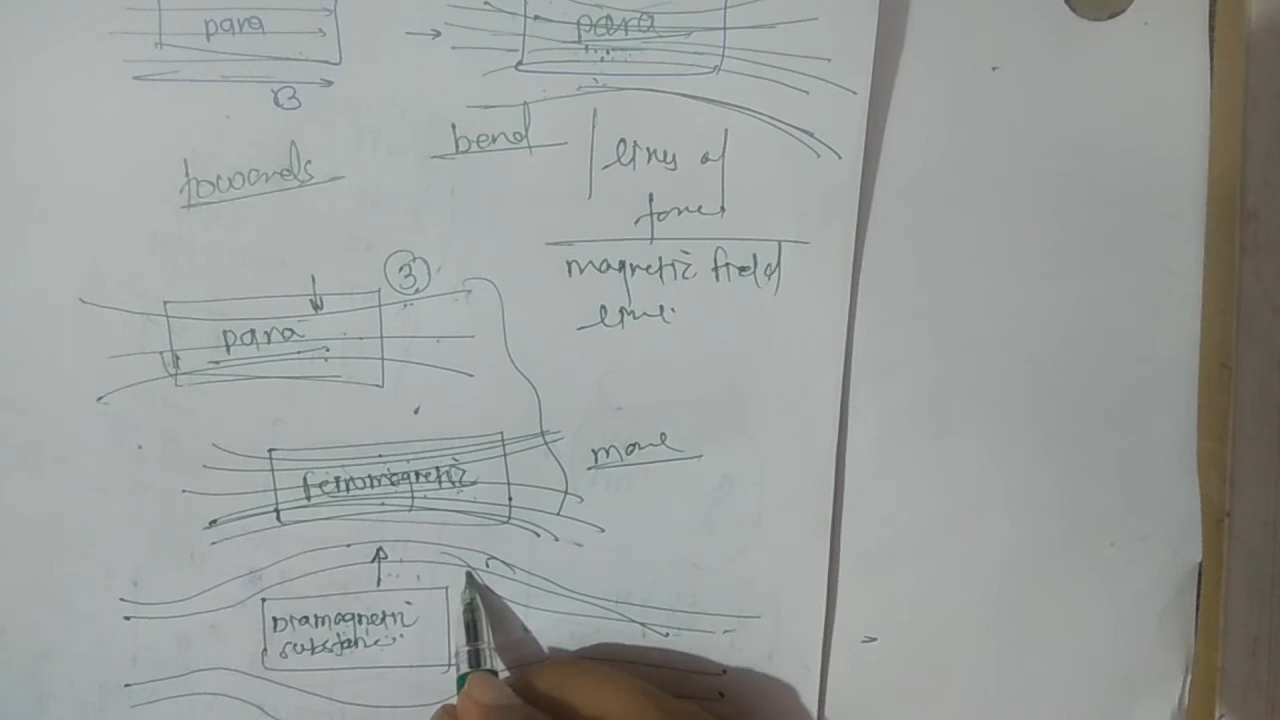 para
B
para
bend
towards
lines of
force
magnetic field
line.
3
para
ferromagnetic
more
Diamagnetic
substance.